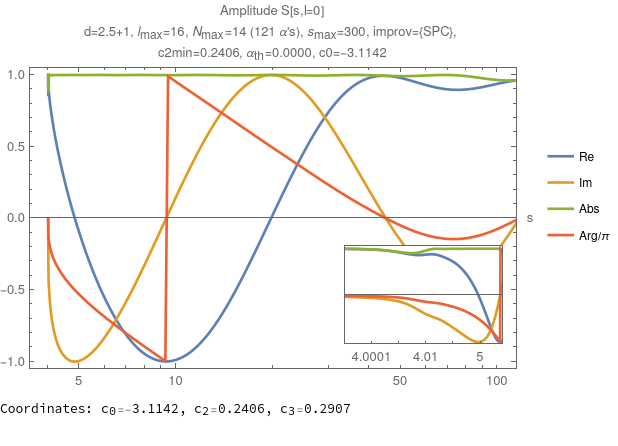 Amplitude S[s,l=0]
d=2.5+1, lmax=16, Nmax=14 (121 α's), smax=300, improv={SPC},
c2min=0.2406, αth=0.0000, c0=-3.1142
1.0
0.5
0.0
-0.5
-1.0
s
Re
Im
Abs
Arg/π
4.0001 4.01 5
5 10 50 100
Coordinates: c0=-3.1142, c2=0.2406, c3=0.2907